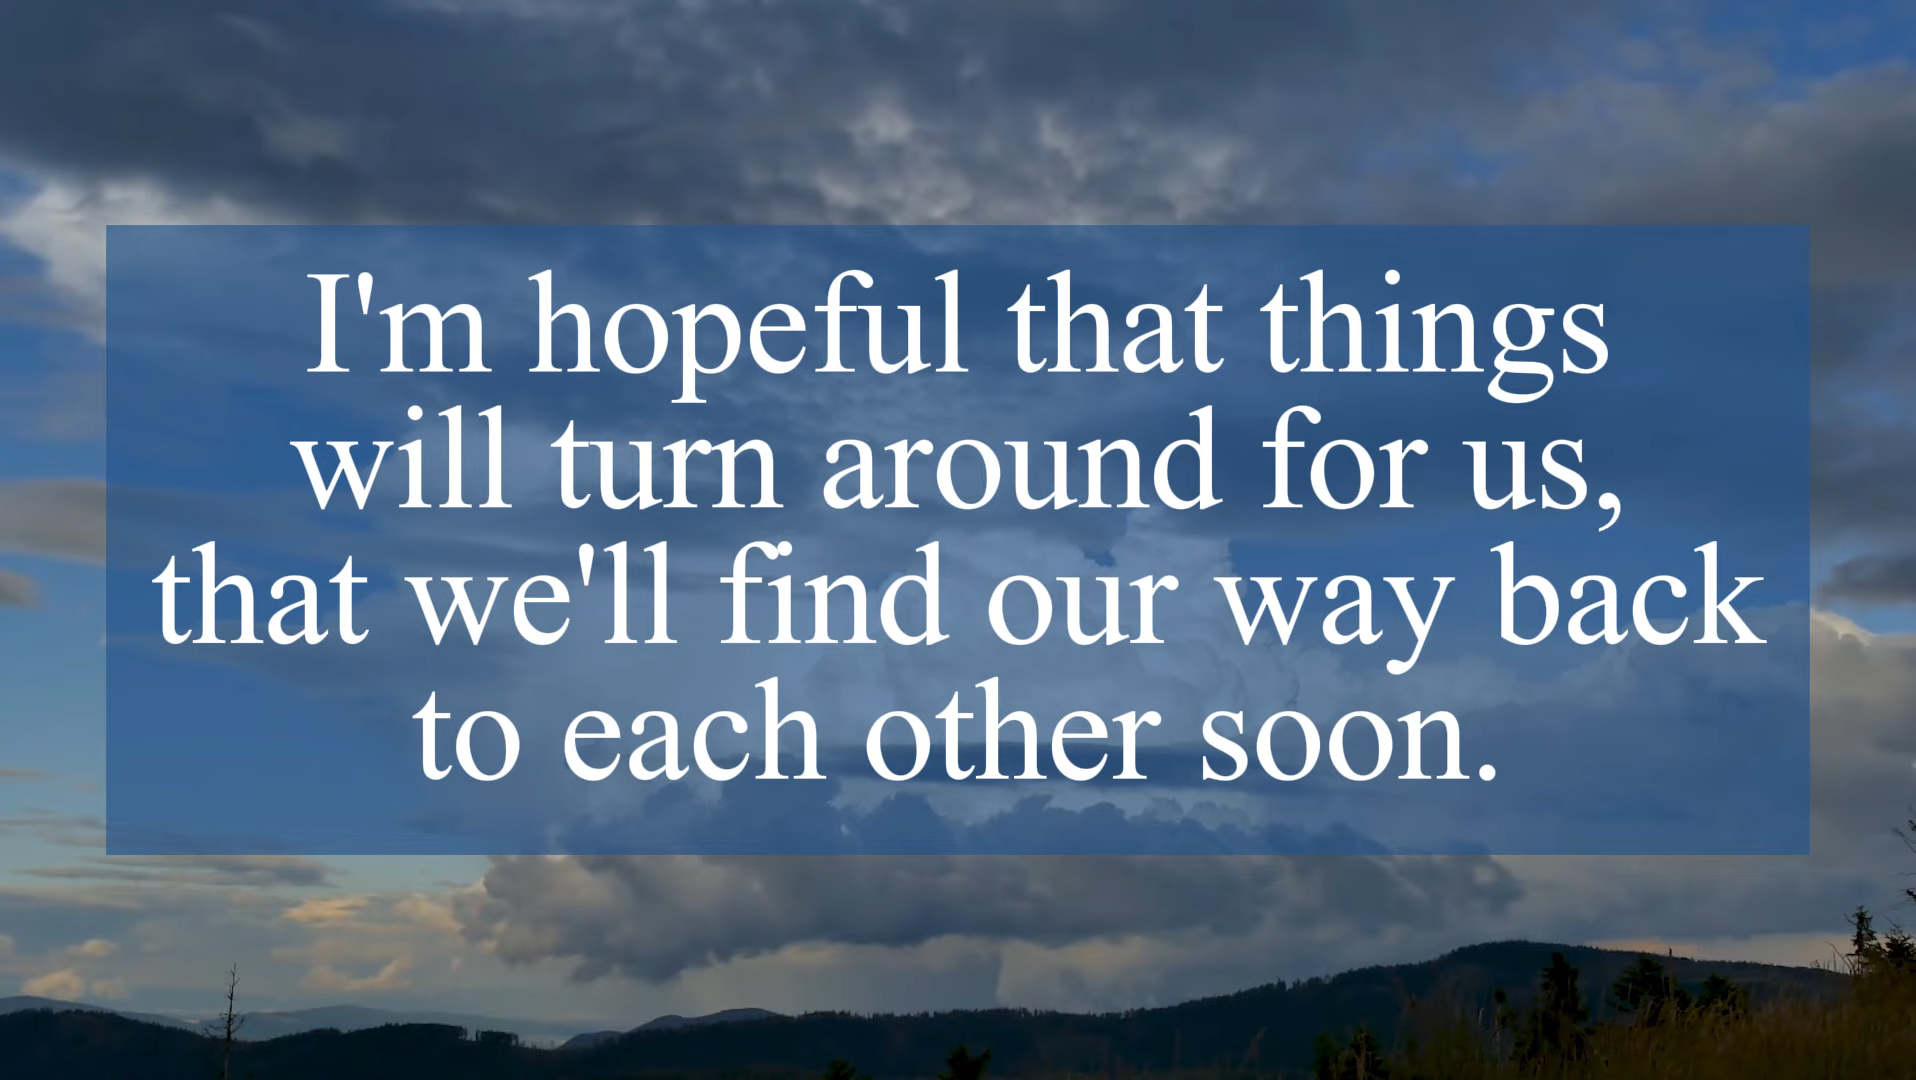 I'm hopeful that things
will turn around for us,
that we'll find our way back
to each other soon.